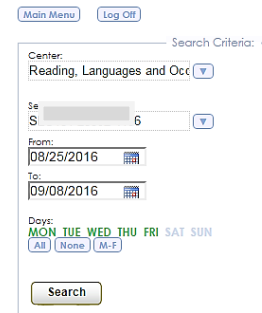 Main Menu Log Off
Search Criteria:
Center:
Reading, Languages and Occ
Se
S 6
From:
08/25/2016
To:
09/08/2016
Days:
MON TUE WED THU FRI SAT SUN
All None M-F
Search